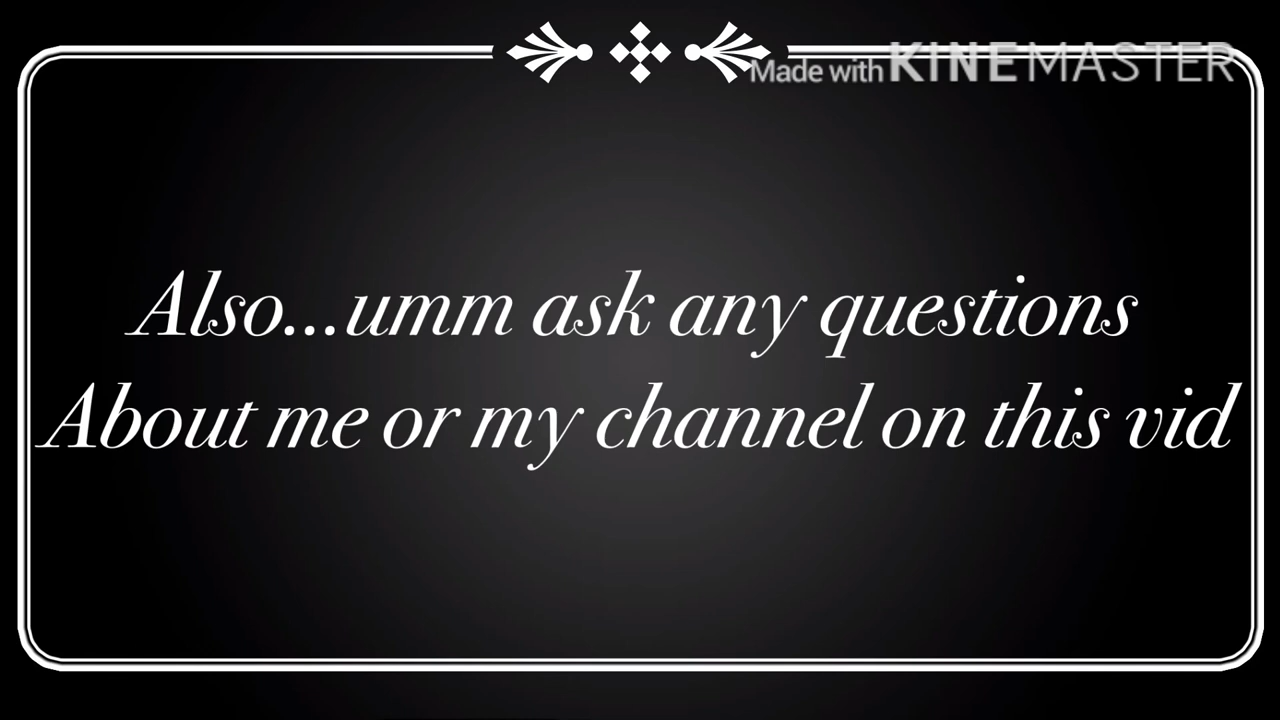 Made with KINEMASTER
Also...umm ask any questions
About me or my channel on this vid